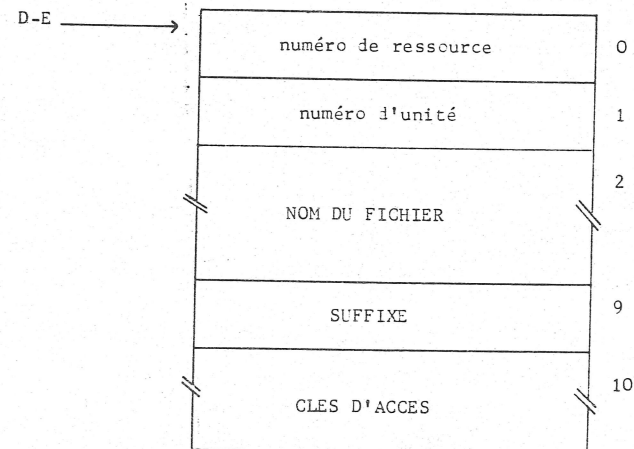 D-E
numéro de ressource 0
numéro d'unité 1
2
NOM DU FICHIER
SUFFIXE 9
10
CLES D'ACCES